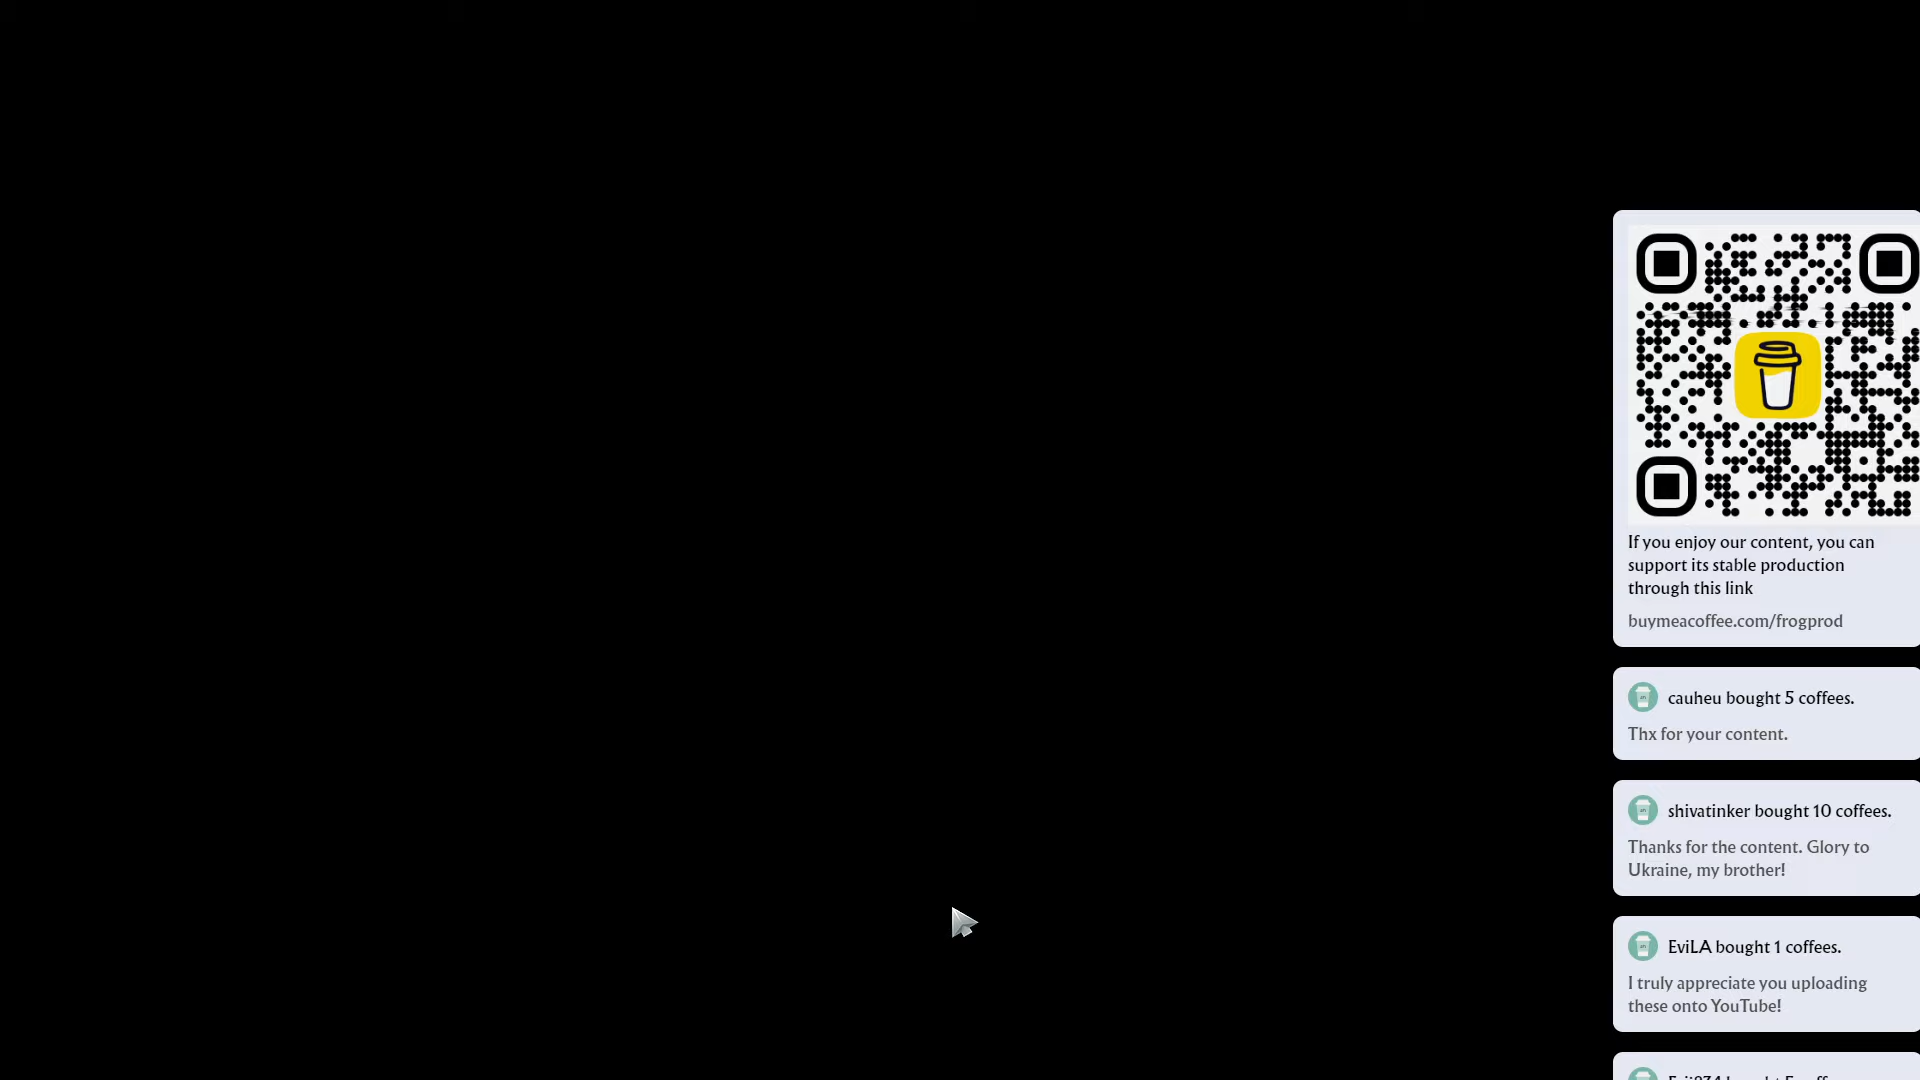 If you enjoy our content, you can
support its stable production
through this link
buymeacoffee.com/frogprod
cauheu bought 5 coffees.
Thx for your content.
shivatinker bought 10 coffees.
Thanks for the content. Glory to
Ukraine, my brother!
EviLA bought 1 coffees.
I truly appreciate you uploading
these onto YouTube!